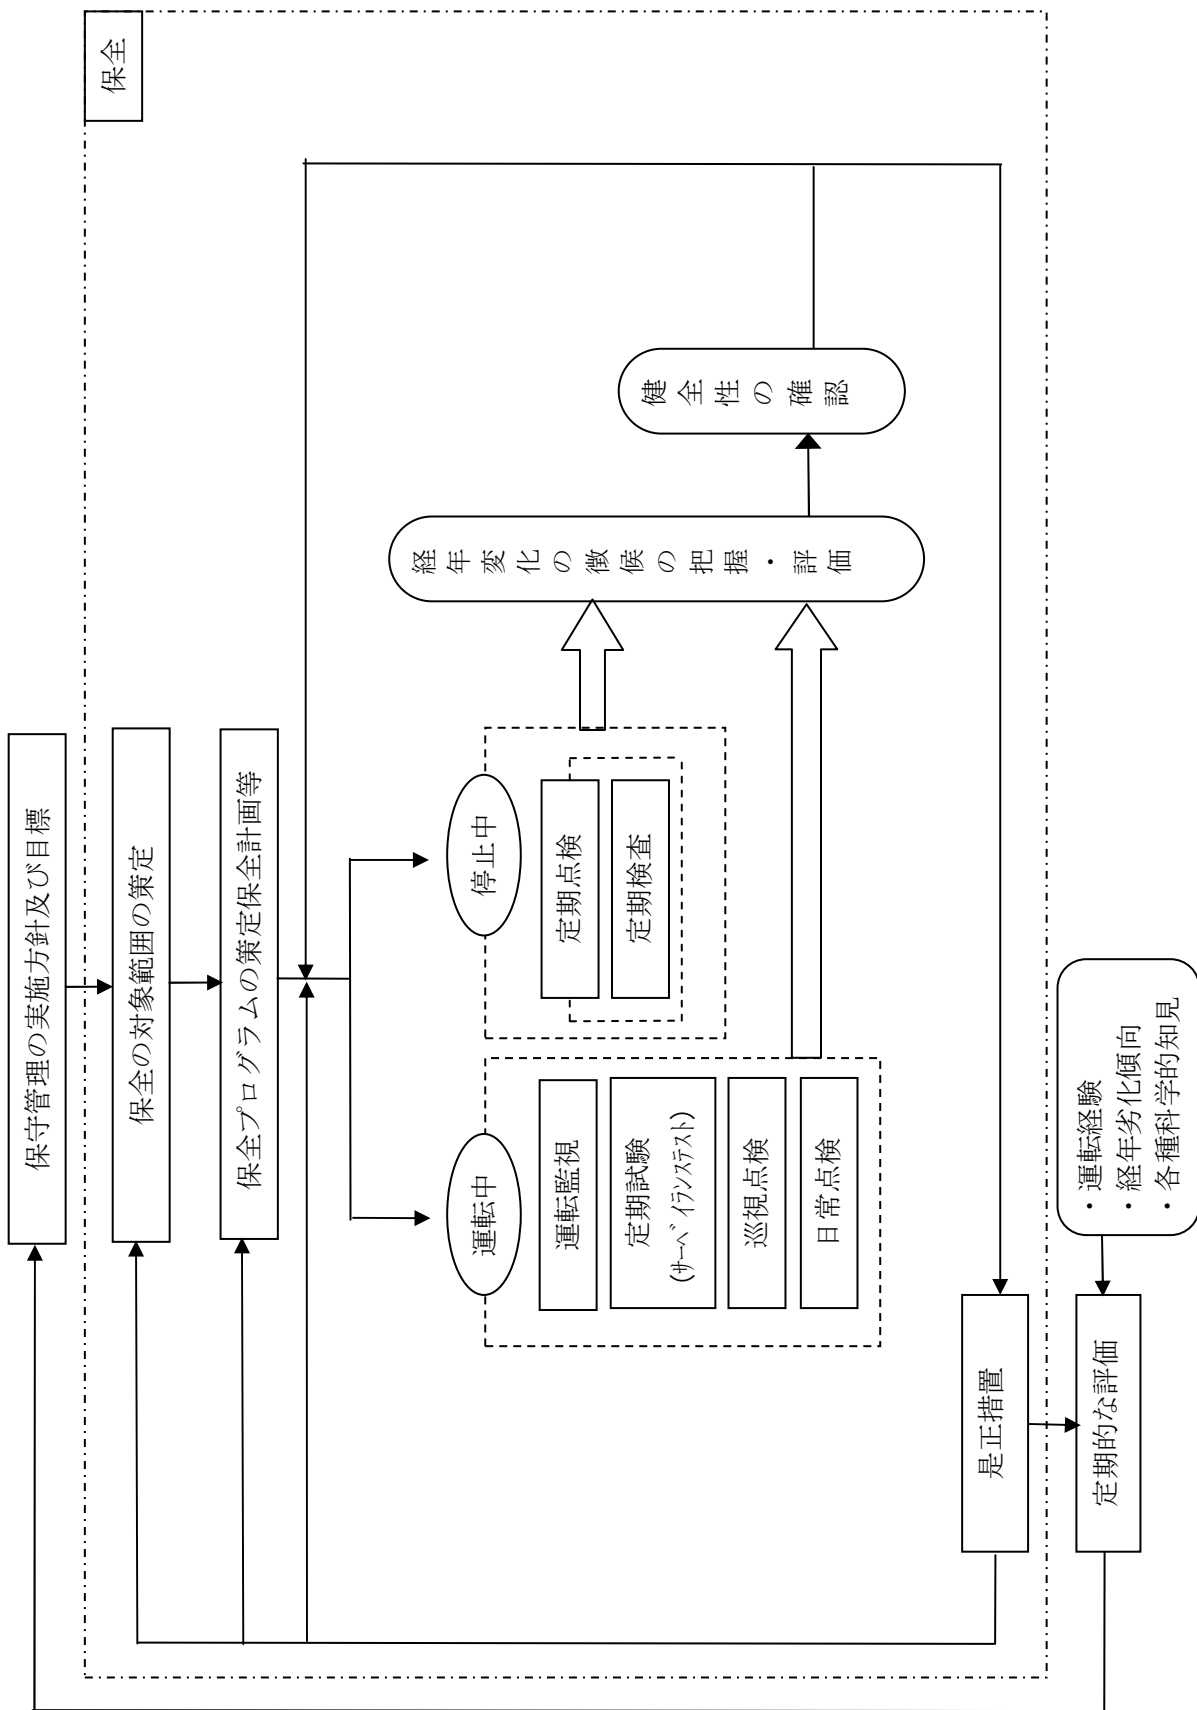 保守管理の実施方針及び目標
保全
保全の対象範囲の策定
保全プログラムの策定保全計画等
運転中
運転監視
定期試験
(サーベイランステスト)
巡視点検
日常点検
停止中
定期点検
定期検査
経年変化の徴候の把握・評価
健全性の確認
是正措置
定期的な評価
・運転経験
・経年劣化傾向
・各種科学的知見